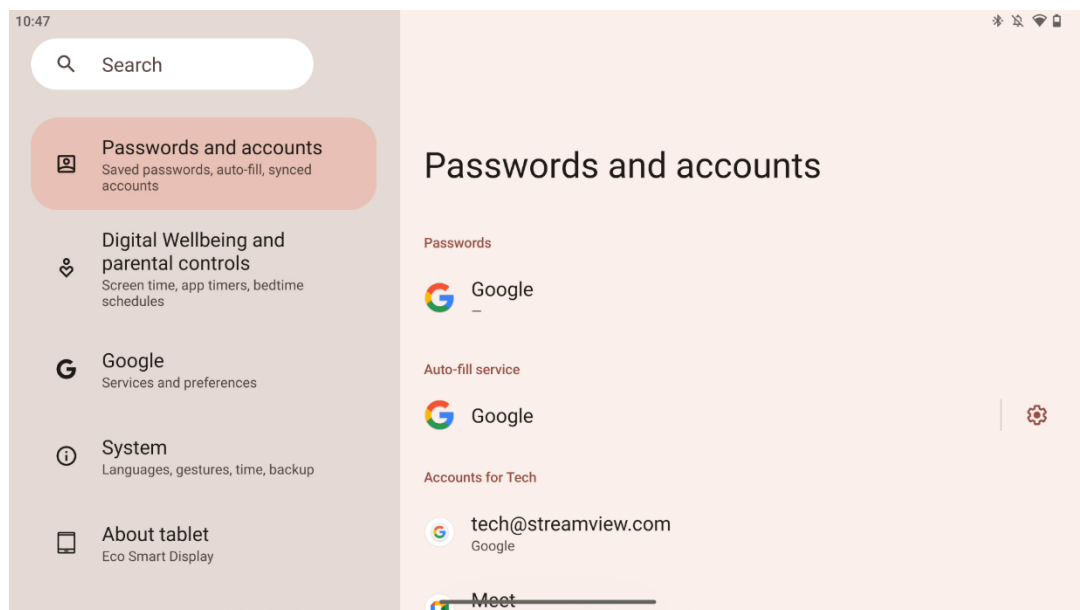 10:47
Search
Passwords and accounts
Saved passwords, auto-fill, synced
accounts
Digital Wellbeing and
parental controls
Screen time, app timers, bedtime
schedules
Google
Services and preferences
System
Languages, gestures, time, backup
About tablet
Eco Smart Display
Passwords and accounts
Passwords
Google
–
Auto-fill service
Google
Accounts for Tech
tech@streamview.com
Google
Meet